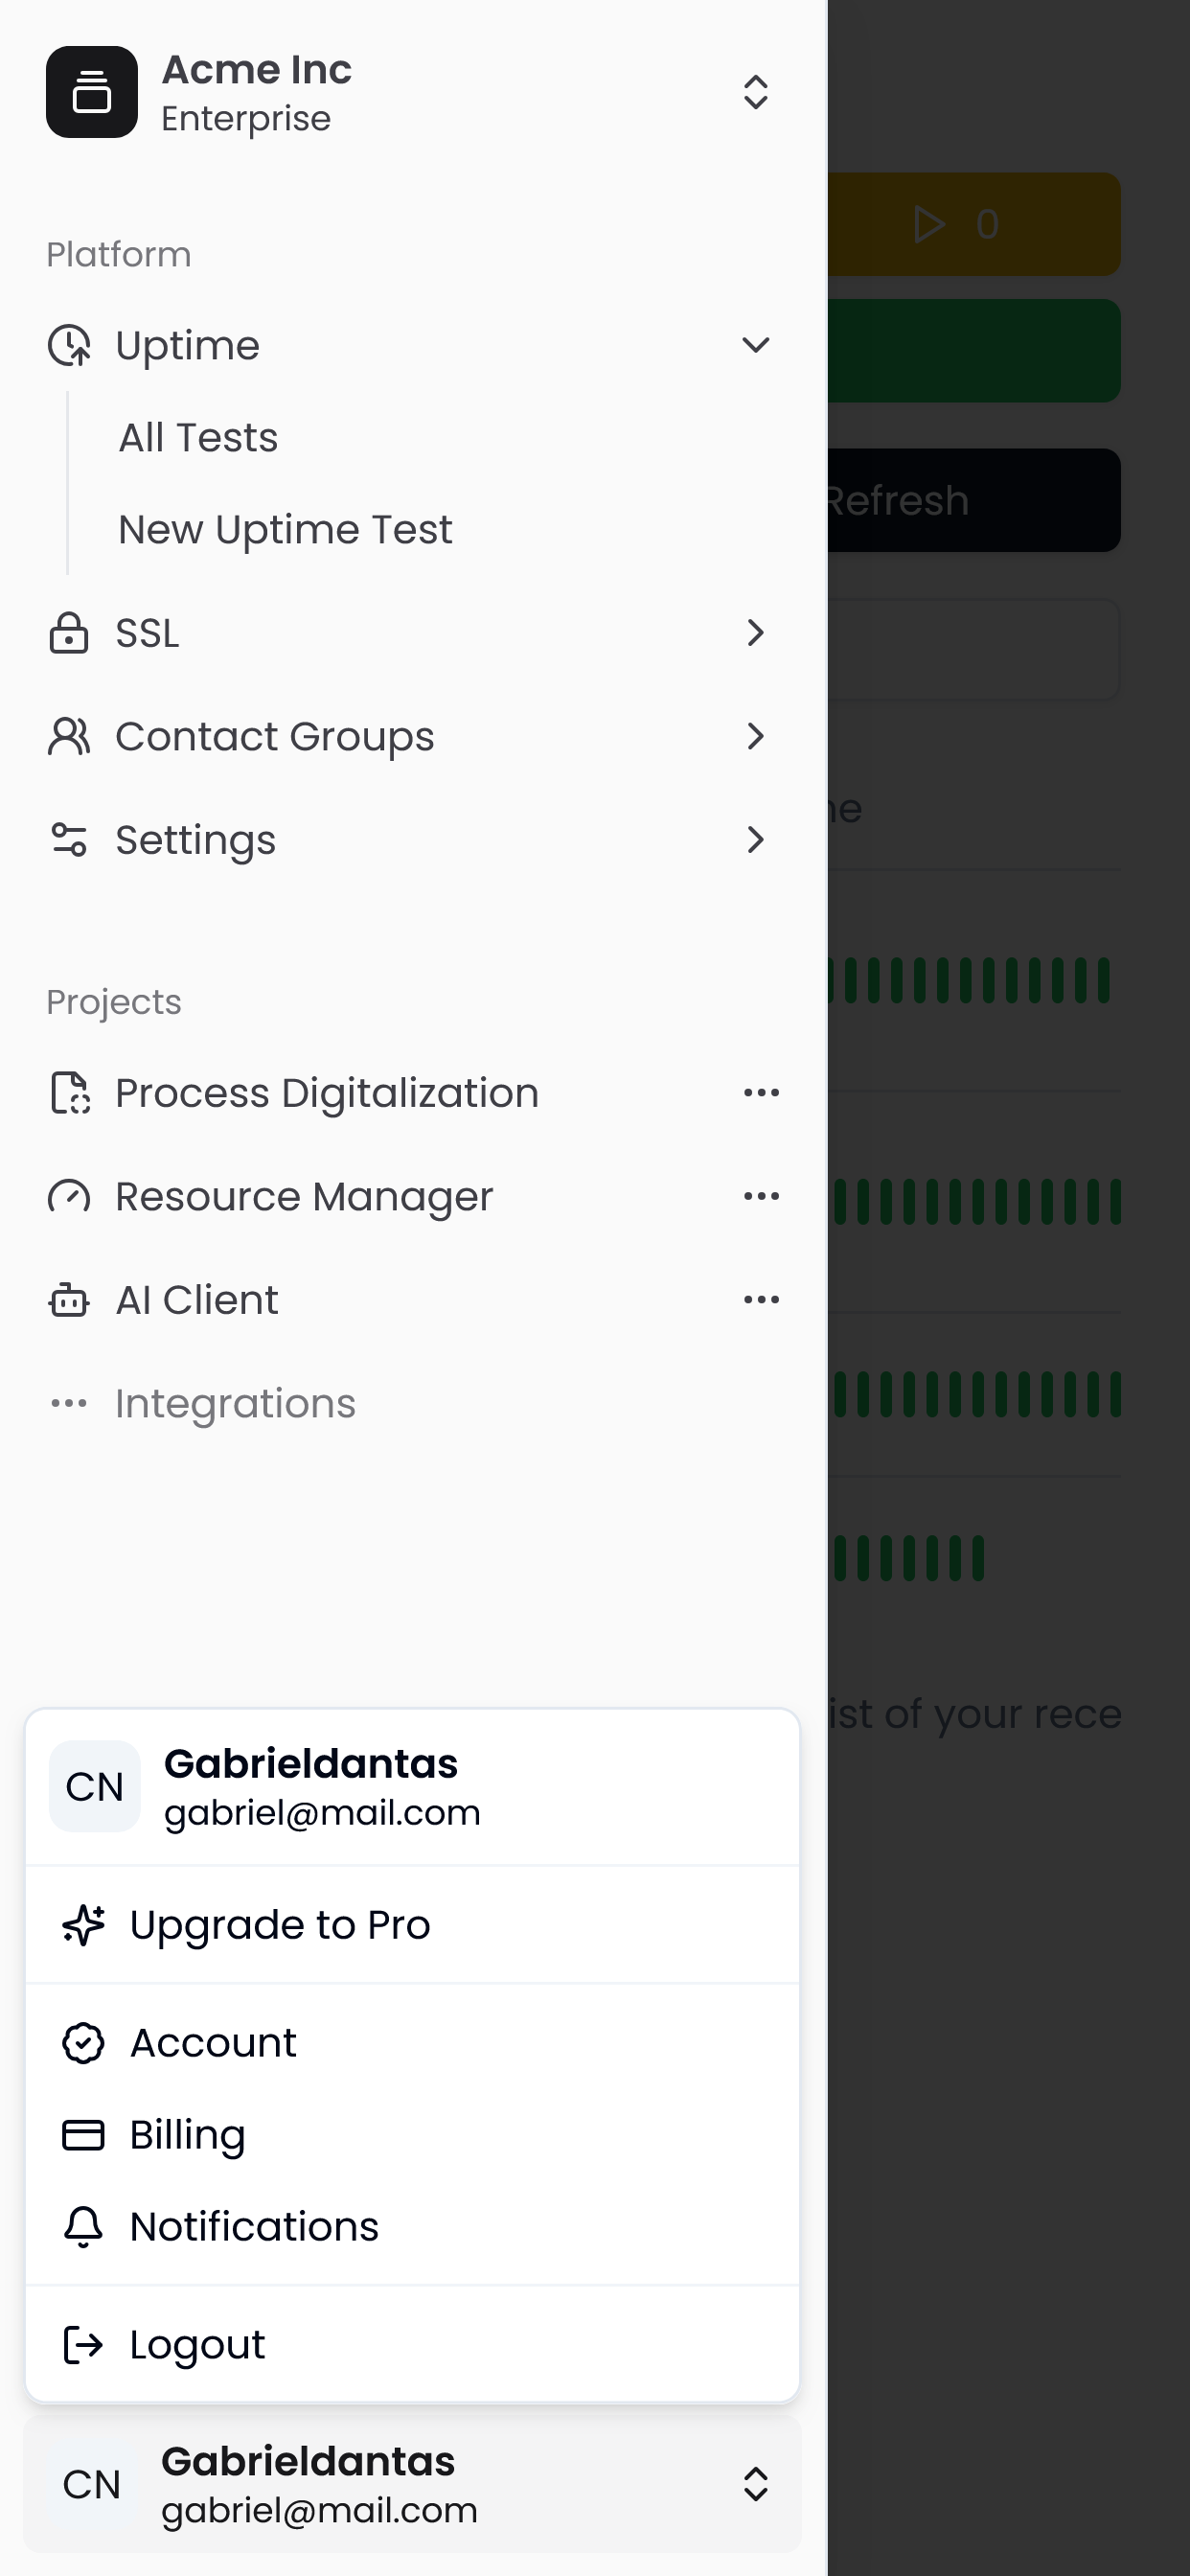 Acme Inc
Enterprise
0
Platform
Uptime
All Tests
Refresh
New Uptime Test
SSL
Contact Groups
Settings
Projects
Process Digitalization
Resource Manager
AI Client
Integrations
ist of your rece
CN
Gabrieldantas
gabriel@mail.com
Upgrade to Pro
Account
Billing
Notifications
Logout
CN
Gabrieldantas
gabriel@mail.com